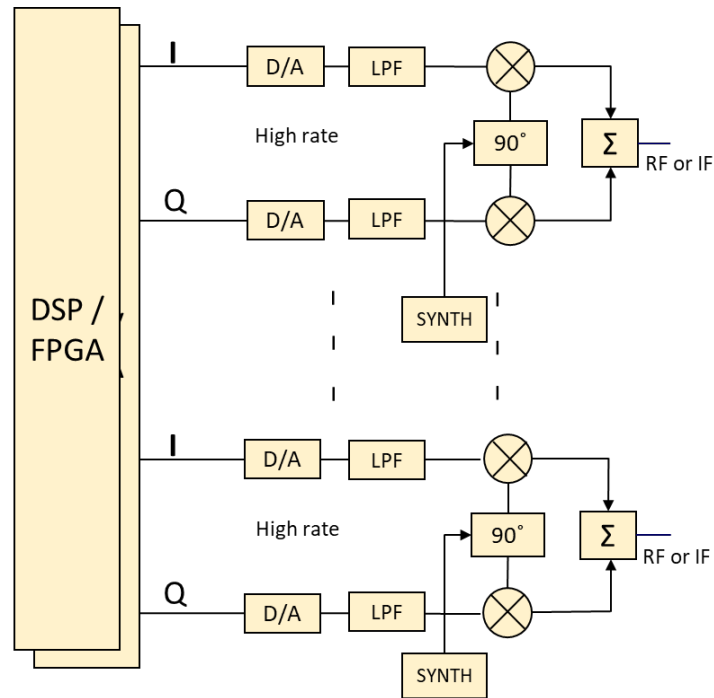 I
D/A
LPF
High rate
90°
Σ
RF or IF
Q
D/A
LPF
DSP /
FPGA
SYNTH
I
D/A
LPF
High rate
90°
Σ
RF or IF
Q
D/A
LPF
SYNTH